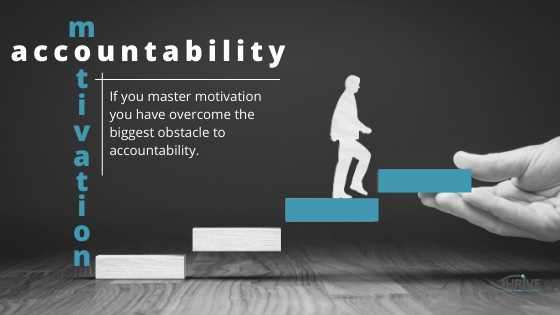 motivation
accountability
If you master motivation
you have overcome the
biggest obstacle to
accountability.
THRIVE